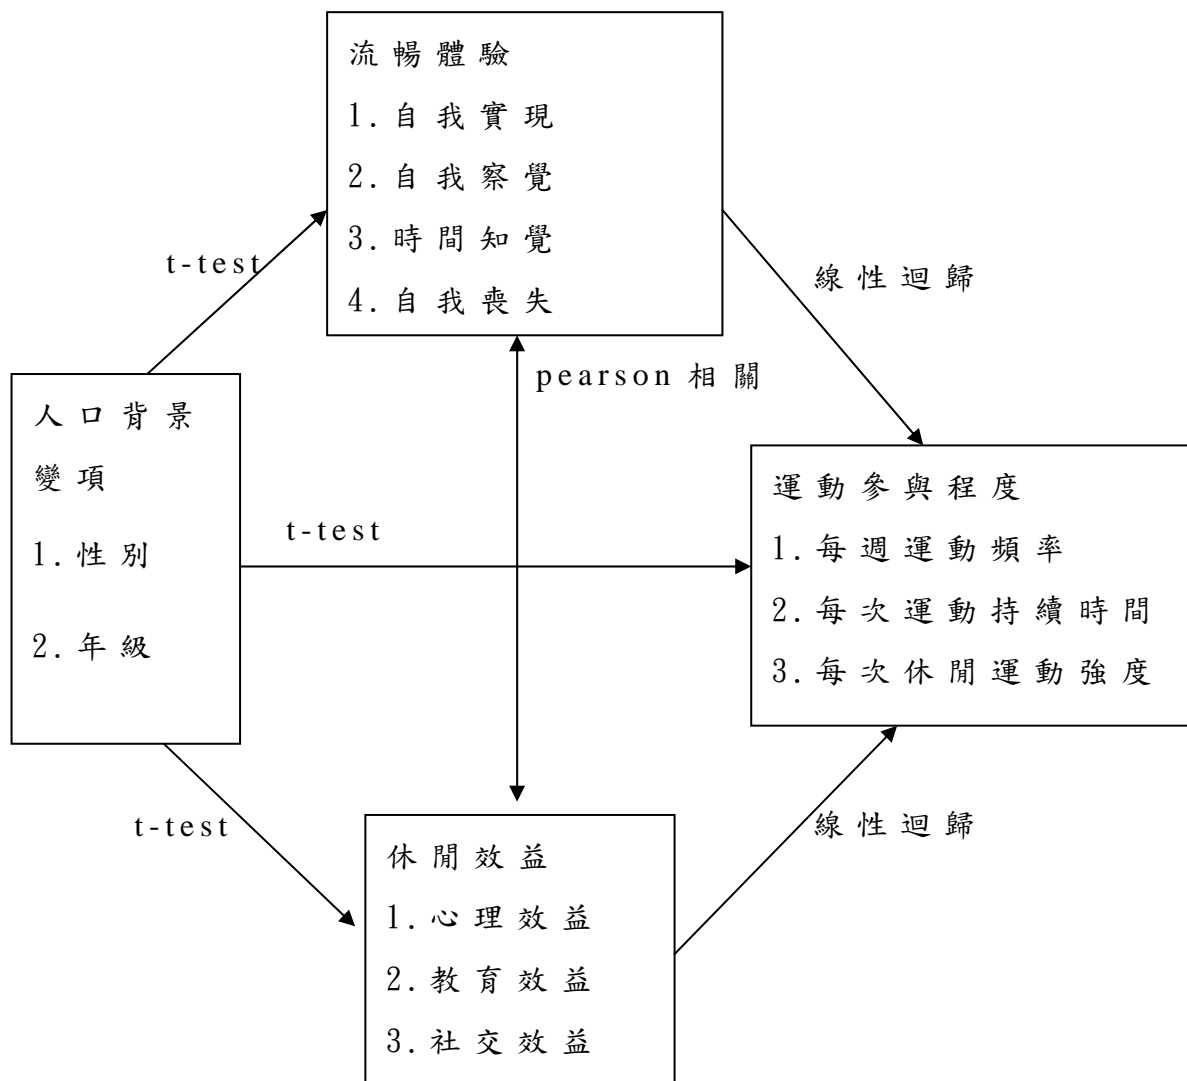 流暢體驗
1.自我實現
2.自我察覺
3.時間知覺
4.自我喪失
t-test
線性迴歸
pearson 相關
人口背景
變項
1.性別
2.年級
t-test
運動參與程度
1.每週運動頻率
2.每次運動持續時間
3.每次休閒運動強度
t-test
線性迴歸
休閒效益
1.心理效益
2.教育效益
3.社交效益